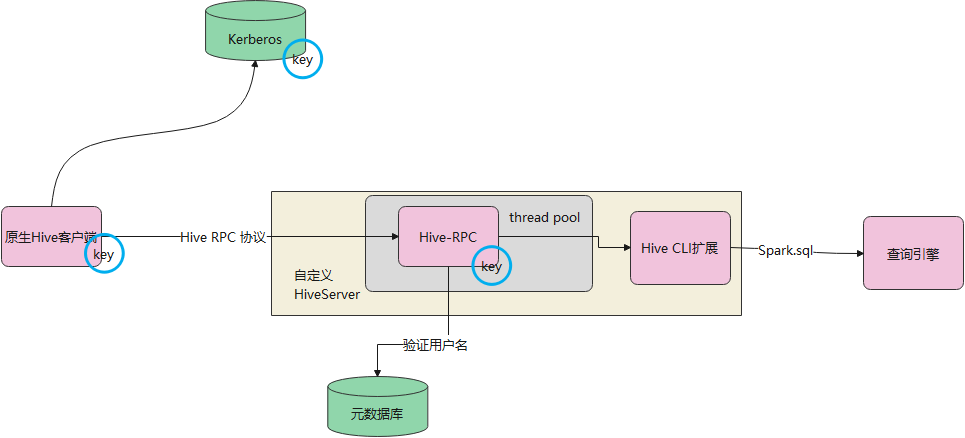 Kerberos
key
原生Hive客户端
key
Hive RPC 协议
thread pool
Hive-RPC
key
自定义
HiveServer
Hive CLI扩展
Spark.sql
查询引擎
验证用户名
元数据库